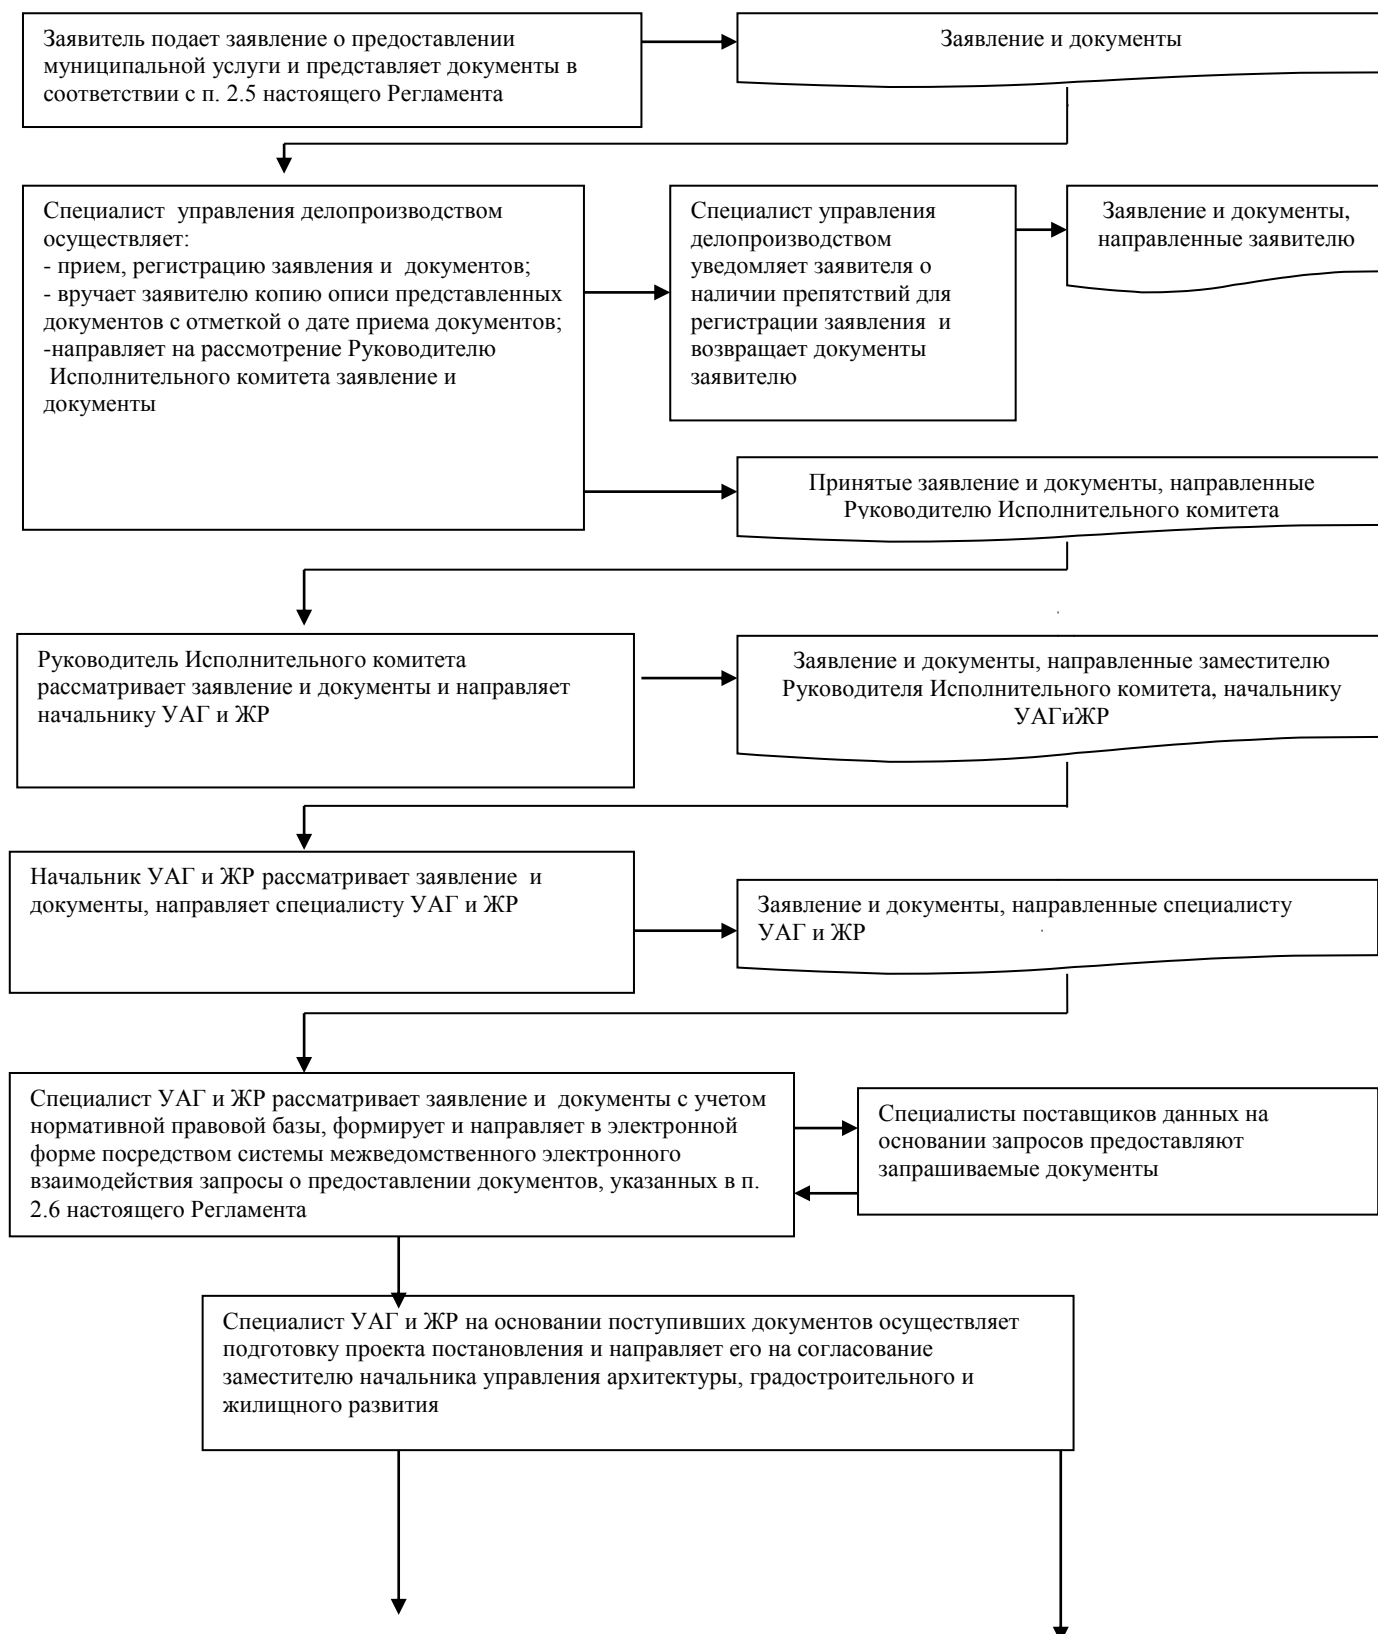 Заявитель подает заявление о предоставлении
муниципальной услуги и представляет документы в
соответствии с п. 2.5 настоящего Регламента
Заявление и документы
Специалист  управления делопроизводством
осуществляет:
- прием, регистрацию заявления и  документов;
- вручает заявителю копию описи представленных
документов с отметкой о дате приема документов;
-направляет на рассмотрение Руководителю
Исполнительного комитета заявление и
документы
Специалист управления
делопроизводством
уведомляет заявителя о
наличии препятствий для
регистрации заявления  и
возвращает документы
заявителю
Заявление и документы,
направленные заявителю
Принятые заявление и документы, направленные
Руководителю Исполнительного комитета
Руководитель Исполнительного комитета
рассматривает заявление и документы и направляет
начальнику УАГ и ЖР
Заявление и документы, направленные заместителю
Руководителя Исполнительного комитета, начальнику
УАГиЖР
Начальник УАГ и ЖР рассматривает заявление  и
документы, направляет специалисту УАГ и ЖР
Заявление и документы, направленные специалисту
УАГ и ЖР
Специалист УАГ и ЖР рассматривает заявление и  документы с учетом
нормативной правовой базы, формирует и направляет в электронной
форме посредством системы межведомственного электронного
взаимодействия запросы о предоставлении документов, указанных в п.
2.6 настоящего Регламента
Специалисты поставщиков данных на
основании запросов предоставляют
запрашиваемые документы
Специалист УАГ и ЖР на основании поступивших документов осуществляет
подготовку проекта постановления и направляет его на согласование
заместителю начальника управления архитектуры, градостроительного и
жилищного развития